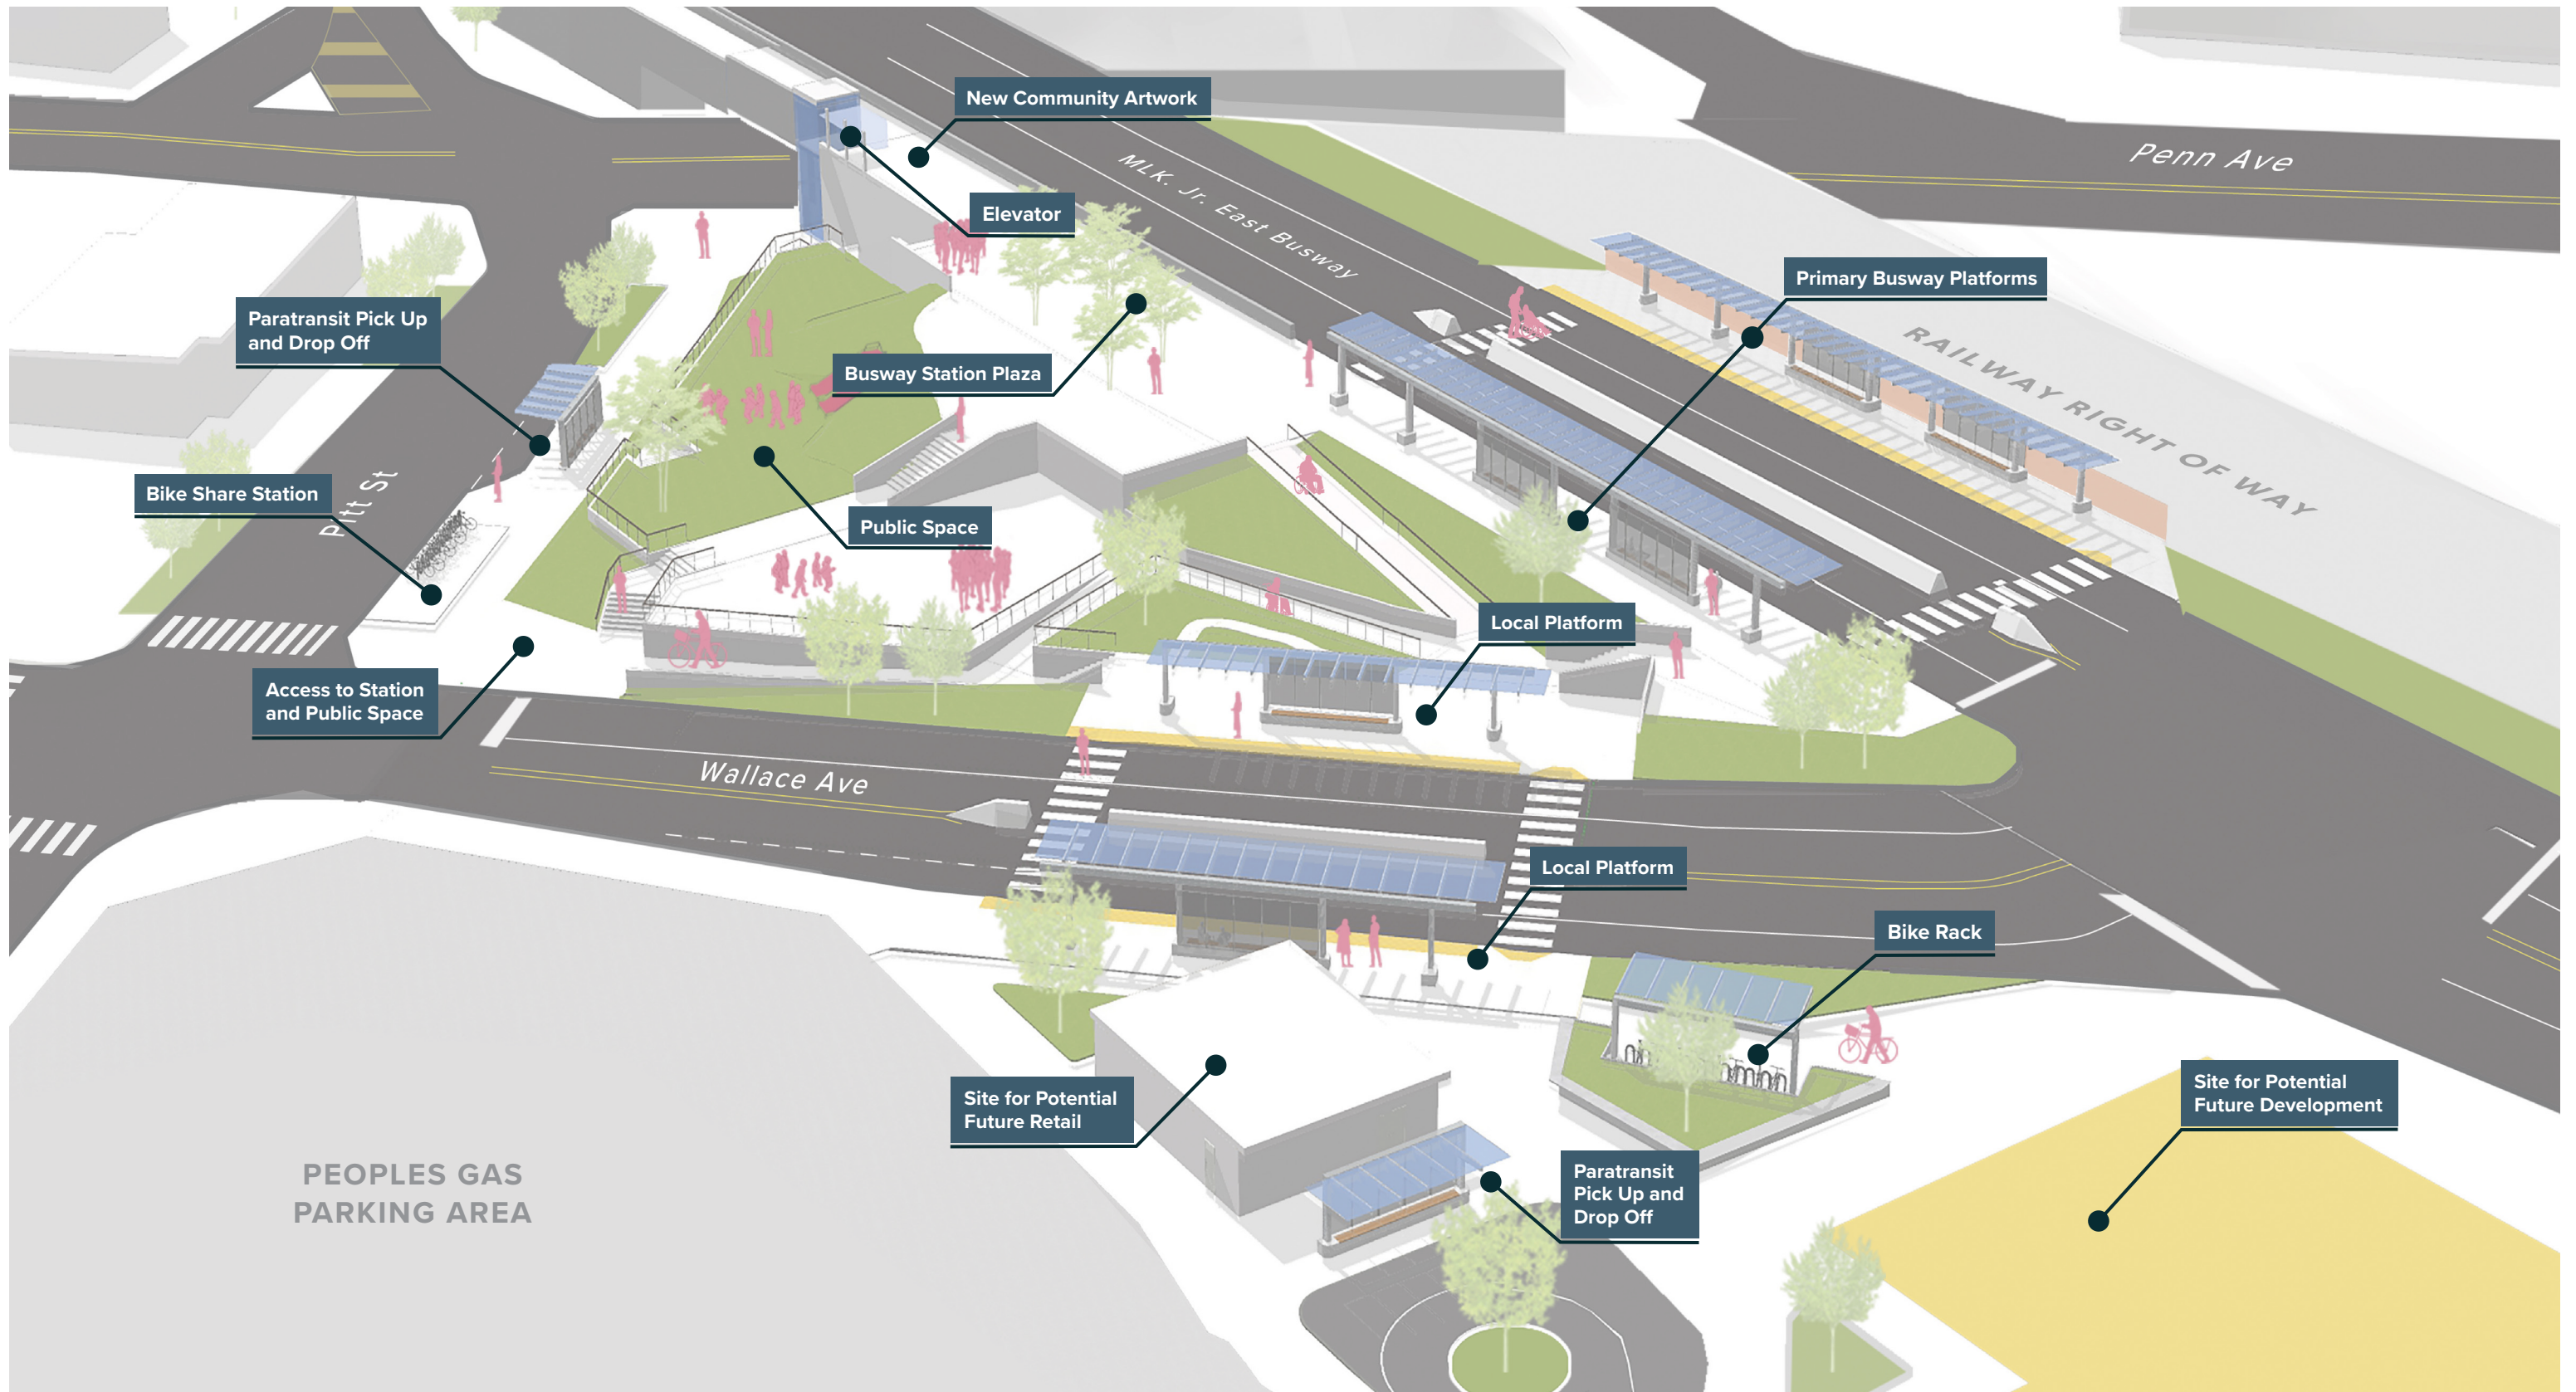 New Community Artwork
Penn Ave
MLK. Jr. East Busway
Elevator
Primary Busway Platforms
Paratransit Pick Up
and Drop Off
RAILWAY RIGHT OF WAY
Busway Station Plaza
Bike Share Station
Pitt St
Public Space
Local Platform
Access to Station
and Public Space
Wallace Ave
Local Platform
Bike Rack
Site for Potential
Future Retail
Site for Potential
Future Development
PEOPLES GAS
PARKING AREA
Paratransit
Pick Up and
Drop Off